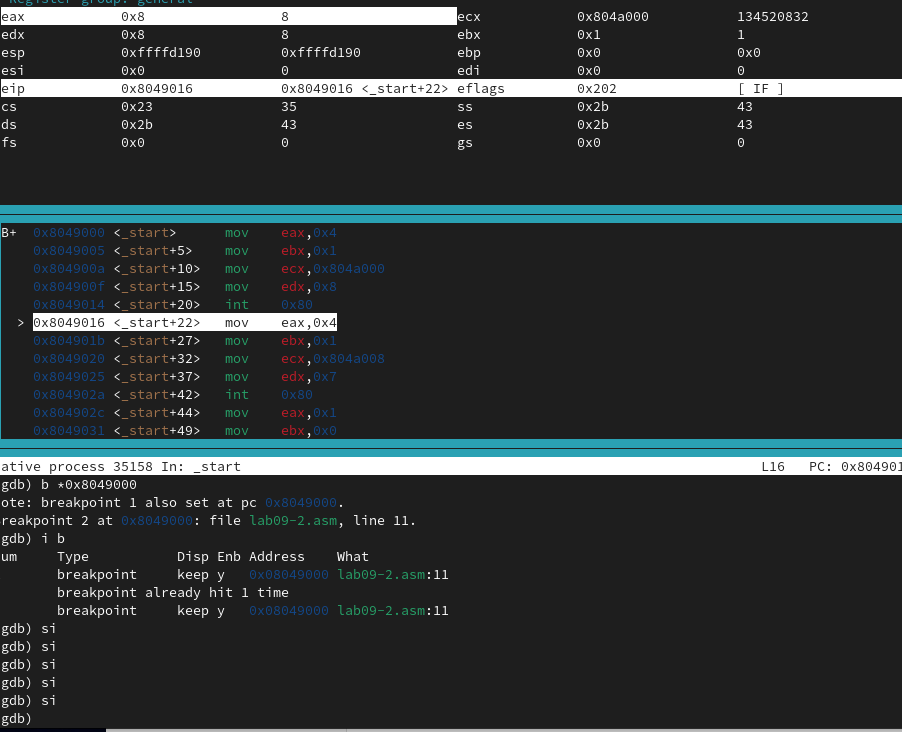 Register group: general
eax 0x8 8 ecx 0x804a000 134520832
edx 0x8 8 ebx 0x1 1
esp 0xffffd190 0xffffd190 ebp 0x0 0x0
esi 0x0 0 edi 0x0 0
eip 0x8049016 0x8049016 <_start+22> eflags 0x202 [ IF ]
cs 0x23 35 ss 0x2b 43
ds 0x2b 43 es 0x2b 43
fs 0x0 0 gs 0x0 0
B+ 0x8049000 <_start> mov eax,0x4
0x8049005 <_start+5> mov ebx,0x1
0x804900a <_start+10> mov ecx,0x804a000
0x804900f <_start+15> mov edx,0x8
0x8049014 <_start+20> int 0x80
> 0x8049016 <_start+22> mov eax,0x4
0x804901b <_start+27> mov ebx,0x1
0x8049020 <_start+32> mov ecx,0x804a008
0x8049025 <_start+37> mov edx,0x7
0x804902a <_start+42> int 0x80
0x804902c <_start+44> mov eax,0x1
0x8049031 <_start+49> mov ebx,0x0
ative process 35158 In: _start L16 PC: 0x804901
gdb) b *0x8049000
ote: breakpoint 1 also set at pc 0x8049000.
reakpoint 2 at 0x8049000: file lab09-2.asm, line 11.
gdb) i b
um Type Disp Enb Address What
breakpoint keep y 0x08049000 lab09-2.asm:11
breakpoint already hit 1 time
breakpoint keep y 0x08049000 lab09-2.asm:11
gdb) si
gdb) si
gdb) si
gdb) si
gdb) si
gdb)